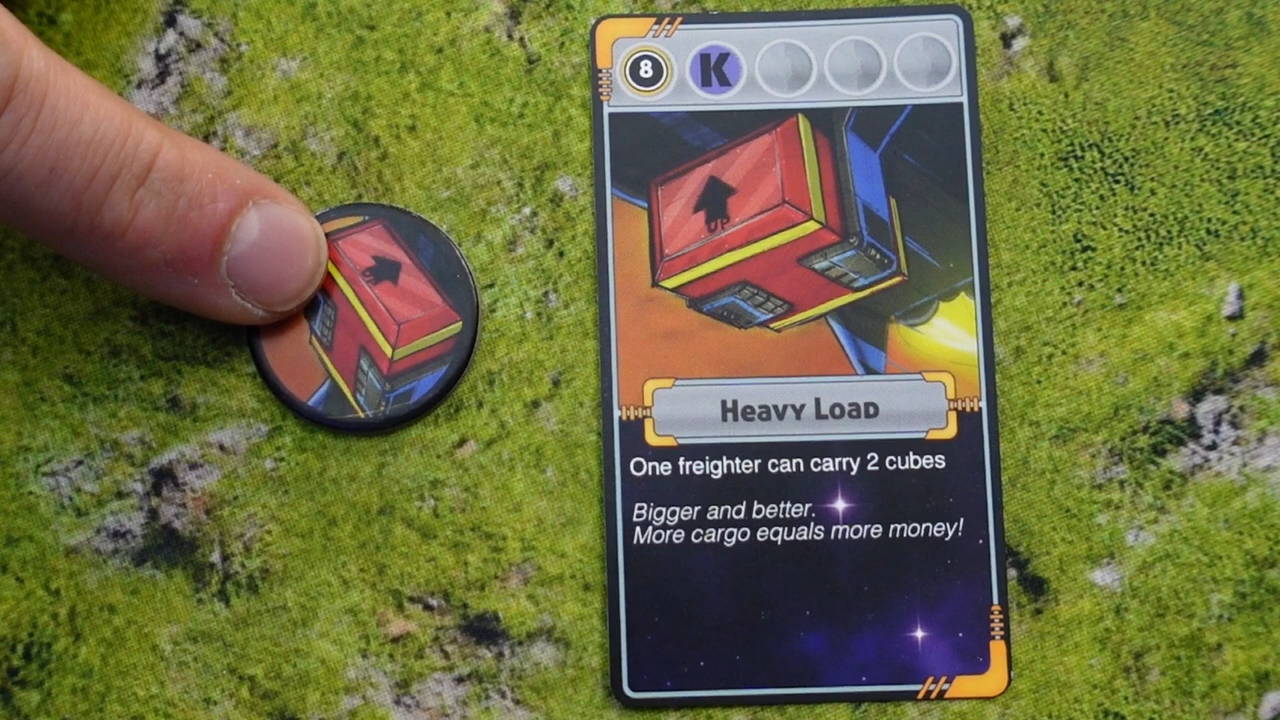 8 K
Heavy Load
One freighter can carry 2 cubes
Bigger and better.
More cargo equals more money!